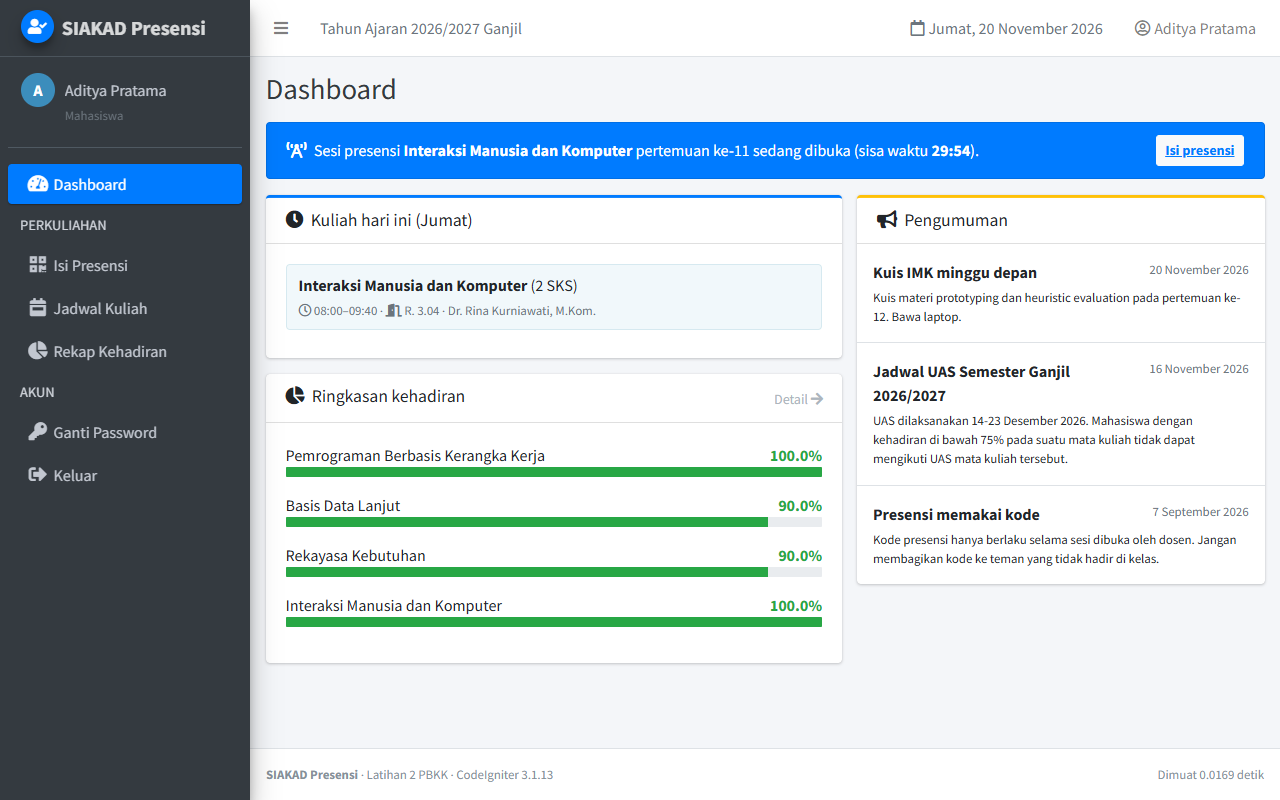 SIAKAD Presensi
Tahun Ajaran 2026/2027 Ganjil
Jumat, 20 November 2026
Aditya Pratama
A
Aditya Pratama
Mahasiswa
Dashboard
PERKULIAHAN
Isi Presensi
Jadwal Kuliah
Rekap Kehadiran
AKUN
Ganti Password
Keluar
Dashboard
Sesi presensi Interaksi Manusia dan Komputer pertemuan ke-11 sedang dibuka (sisa waktu 29:54).
Isi presensi
Kuliah hari ini (Jumat)
Interaksi Manusia dan Komputer (2 SKS)
08:00–09:40 · R. 3.04 · Dr. Rina Kurniawati, M.Kom.
Ringkasan kehadiran
Detail
Pemrograman Berbasis Kerangka Kerja 100.0%
Basis Data Lanjut 90.0%
Rekayasa Kebutuhan 90.0%
Interaksi Manusia dan Komputer 100.0%
Pengumuman
Kuis IMK minggu depan 20 November 2026
Kuis materi prototyping dan heuristic evaluation pada pertemuan ke-
12. Bawa laptop.
Jadwal UAS Semester Ganjil 16 November 2026
2026/2027
UAS dilaksanakan 14-23 Desember 2026. Mahasiswa dengan
kehadiran di bawah 75% pada suatu mata kuliah tidak dapat
mengikuti UAS mata kuliah tersebut.
Presensi memakai kode 7 September 2026
Kode presensi hanya berlaku selama sesi dibuka oleh dosen. Jangan
membagikan kode ke teman yang tidak hadir di kelas.
SIAKAD Presensi · Latihan 2 PBKK · CodeIgniter 3.1.13
Dimuat 0.0169 detik